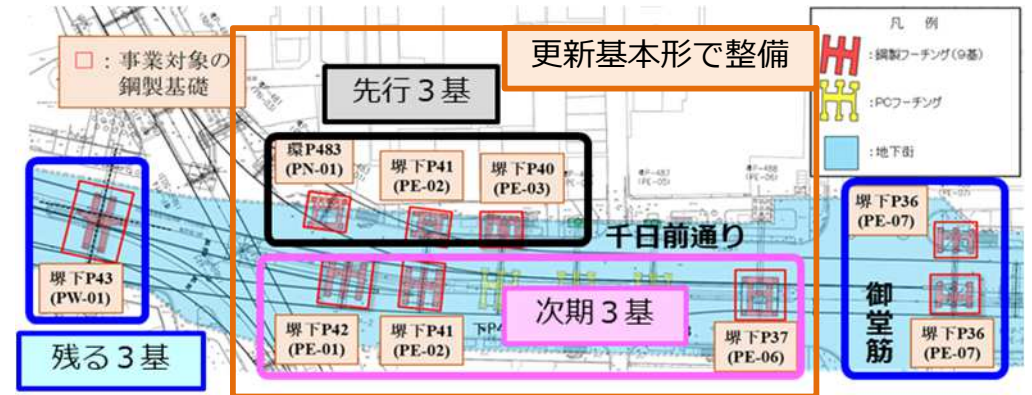 □：事業対象の
鋼製基礎
先行３基
更新基本形で整備
凡 例
：鋼製フーチング(9基)
：PCフーチング
：地下街
環P483
(PN-01)
堺下P41
(PE-02)
堺下P40
(PE-03)
千日前通り
堺下P36
(PE-07)
堺下P43
(PW-01)
残る３基
堺下P42
(PE-01)
堺下P41
(PE-02)
次期３基
堺下P37
(PE-06)
御堂筋
堺下P36
(PE-07)